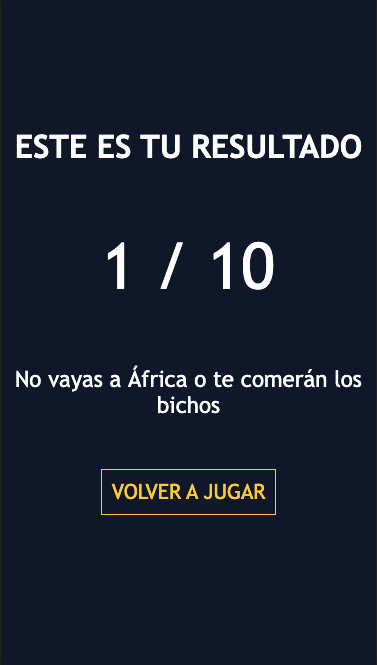 ESTE ES TU RESULTADO
1 / 10
No vayas a África o te comerán los
bichos
VOLVER A JUGAR